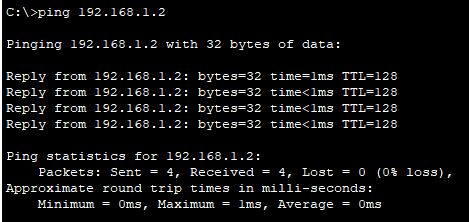 C:\>ping 192.168.1.2
Pinging 192.168.1.2 with 32 bytes of data:
Reply from 192.168.1.2: bytes=32 time=1ms TTL=128
Reply from 192.168.1.2: bytes=32 time<1ms TTL=128
Reply from 192.168.1.2: bytes=32 time<1ms TTL=128
Reply from 192.168.1.2: bytes=32 time<1ms TTL=128
Ping statistics for 192.168.1.2:
    Packets: Sent = 4, Received = 4, Lost = 0 (0% loss),
Approximate round trip times in milli-seconds:
    Minimum = 0ms, Maximum = 1ms, Average = 0ms